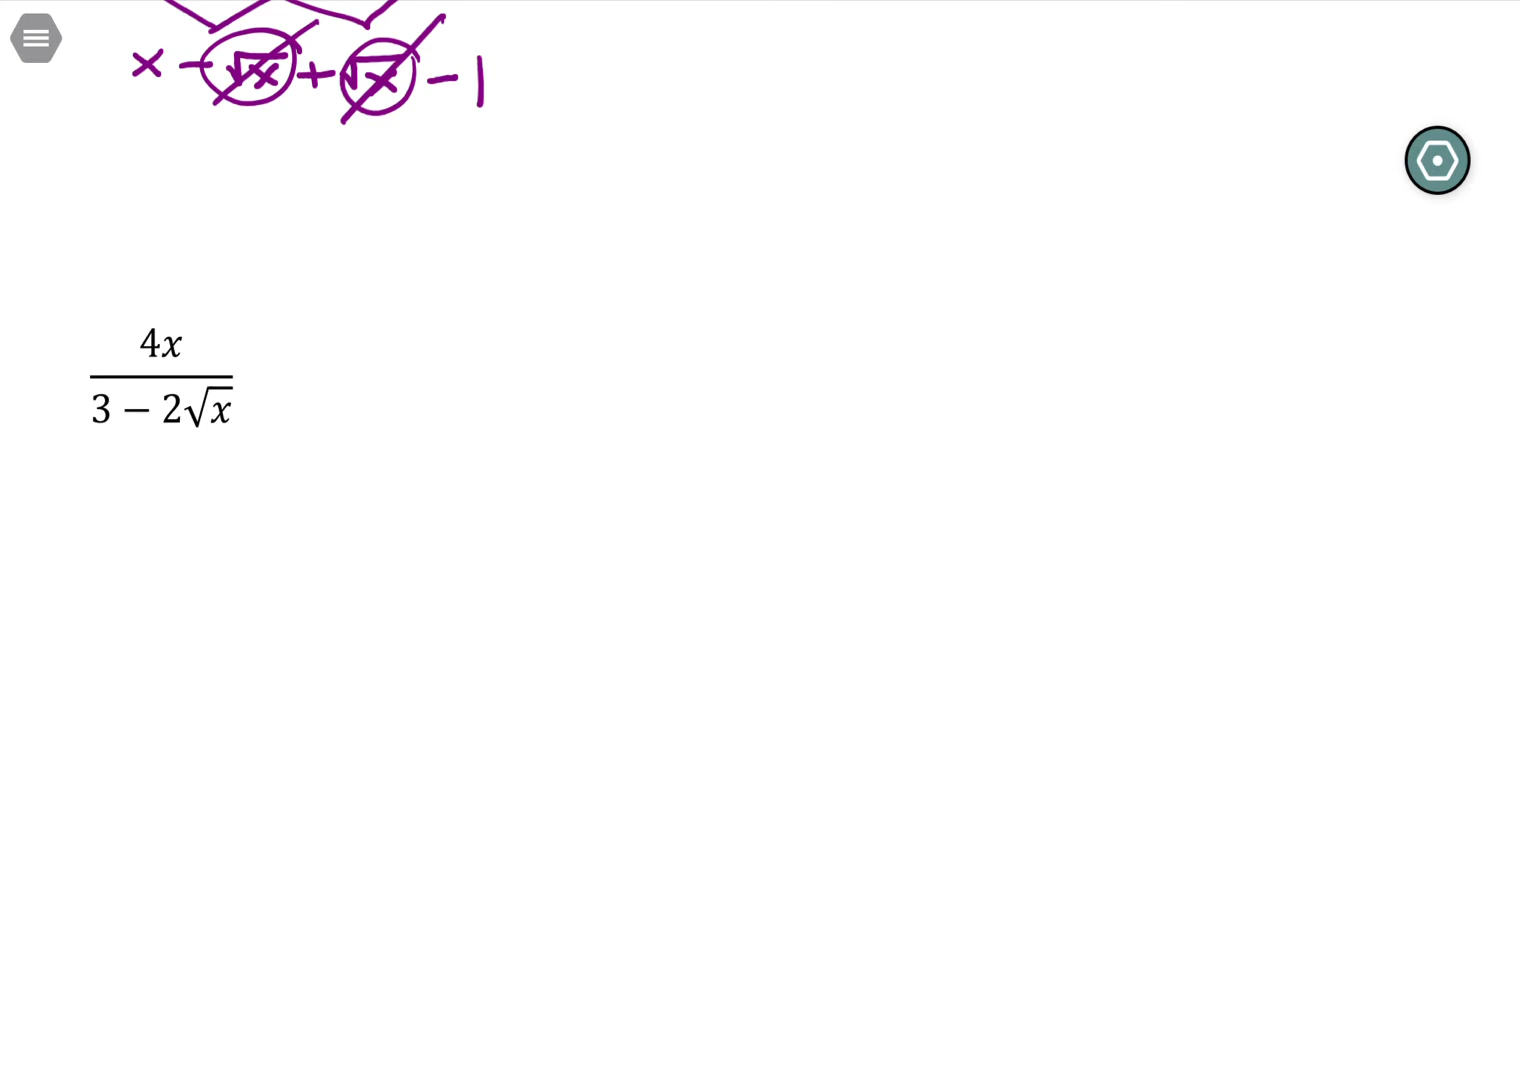 x - √x + √x - 1
4x
3 − 2√x